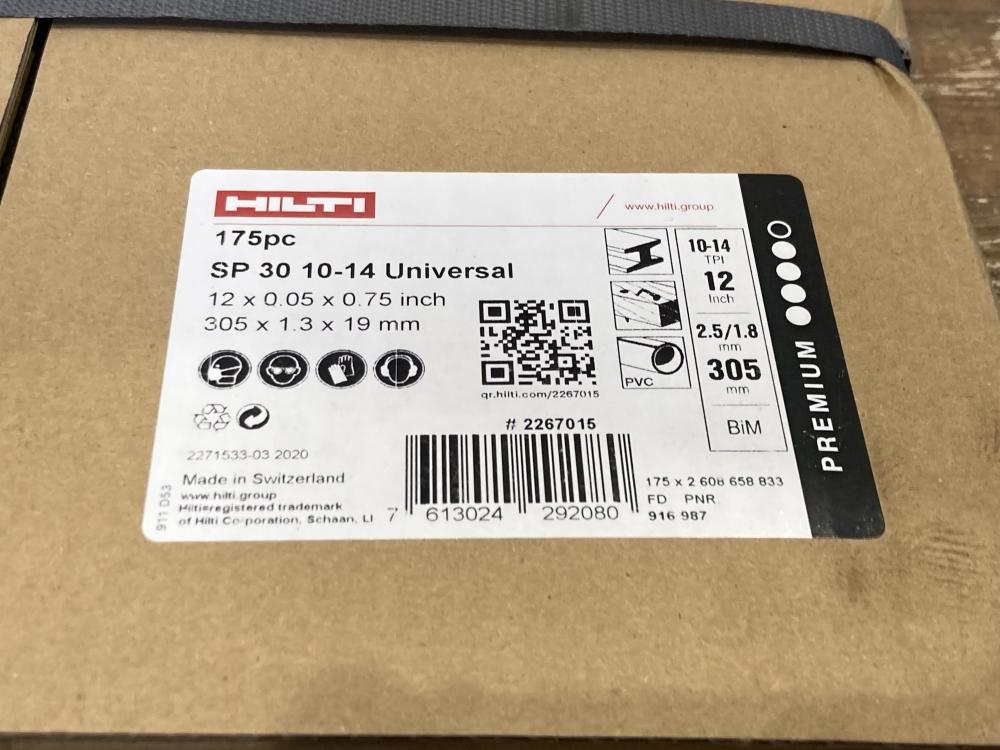 HILTI
www.hilti.group
175pc
SP 30 10-14 Universal
12 x 0.05 x 0.75 inch
305 x 1.3 x 19 mm
qr.hilti.com/2267015
PVC
10-14
TPI
12
Inch
2.5/1.8
mm
305
mm
BiM
PREMIUM
# 2267015
2271533-03 2020
Made in Switzerland
www.hilti.group
Hilti=registered trademark
of Hilti Corporation, Schaan, LI
911 D53
7 613024 292080
175 x 2 608 658 833
FD PNR
916 987